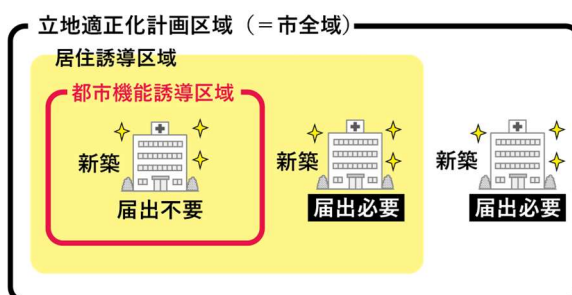 立地適正化計画区域（＝市全域）
居住誘導区域
都市機能誘導区域
新築
届出不要
新築
届出必要
新築
届出必要